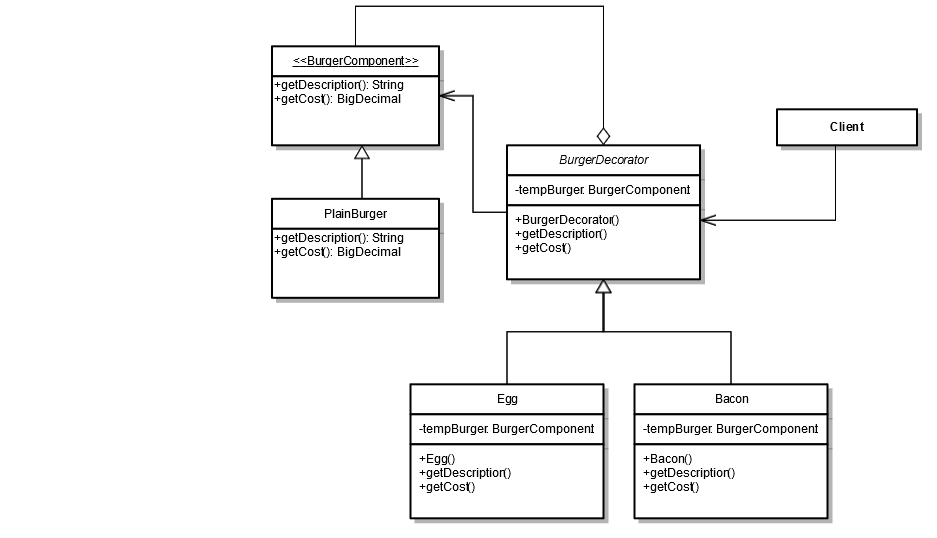 <<BurgerComponent>>
+getDescription(): String
+getCost(): BigDecimal
Client
BurgerDecorator
-tempBurger: BurgerComponent
+BurgerDecorator()
+getDescription()
+getCost()
PlainBurger
+getDescription(): String
+getCost(): BigDecimal
Egg
-tempBurger: BurgerComponent
+Egg()
+getDescription()
+getCost()
Bacon
-tempBurger: BurgerComponent
+Bacon()
+getDescription()
+getCost()